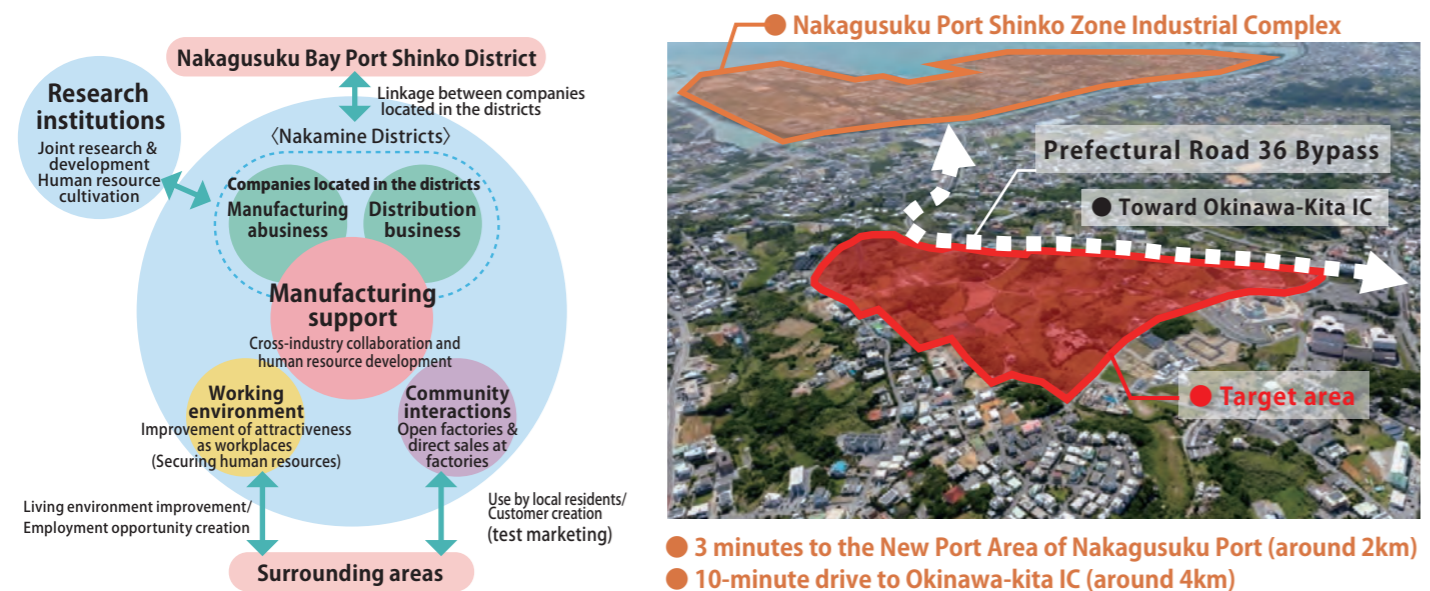 Nakagusuku Bay Port Shinko District
Research
institutions
Joint research &
development
Human resource
cultivation
Linkage between companies
located in the districts
〈Nakamine Districts〉
Companies located in the districts
Manufacturing
abusiness
Distribution
business
Manufacturing
support
Cross-industry collaboration and
human resource development
Working
environment
Improvement of attractiveness
as workplaces
(Securing human resources)
Community
interactions
Open factories &
direct sales at
factories
Living environment improvement/
Employment opportunity creation
Use by local residents/
Customer creation
(test marketing)
Surrounding areas
● Nakagusuku Port Shinko Zone Industrial Complex
Prefectural Road 36 Bypass
● Toward Okinawa-Kita IC
● Target area
● 3 minutes to the New Port Area of Nakagusuku Port (around 2km)
● 10-minute drive to Okinawa-kita IC (around 4km)